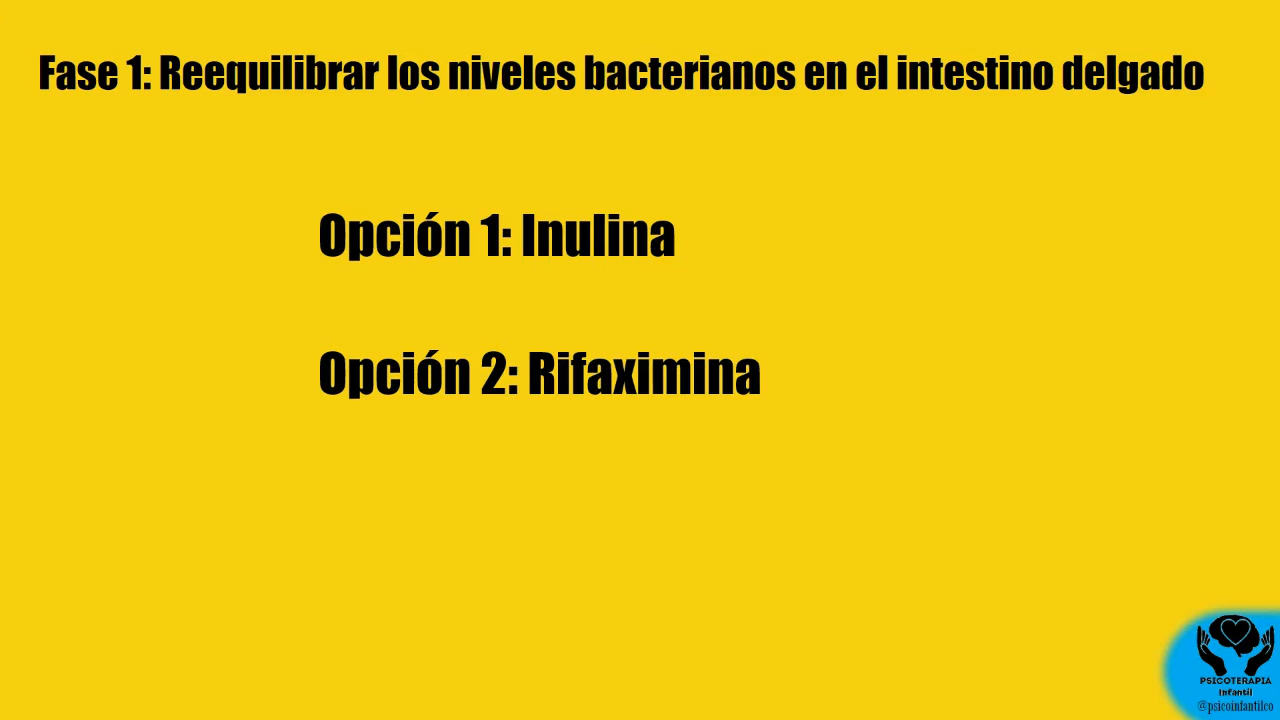 Fase 1: Reequilibrar los niveles bacterianos en el intestino delgado
Opción 1: Inulina
Opción 2: Rifaximina
PSICOTERAPIA
Infantil
@psicoinfantilco